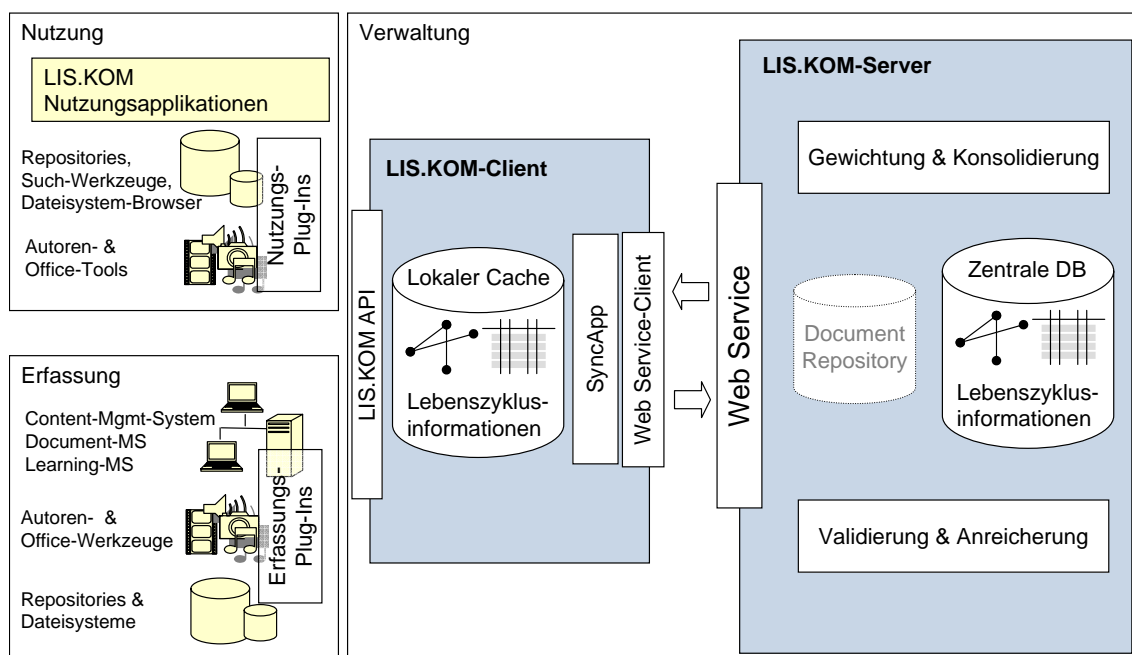 Nutzung
LIS.KOM
Nutzungsapplikationen
Repositories,
Such-Werkzeuge,
Dateisystem-Browser
Autoren- &
Office-Tools
Nutzungs-
Plug-Ins
Erfassung
Content-Mgmt-System
Document-MS
Learning-MS
Autoren- &
Office-Werkzeuge
Repositories &
Dateisysteme
Erfassungs-
Plug-Ins
Verwaltung
LIS.KOM-Client
LIS.KOM API
Lokaler Cache
Lebenszyklus-
informationen
SyncApp
Web Service-Client
LIS.KOM-Server
Web Service
Gewichtung & Konsolidierung
Document
Repository
Zentrale DB
Lebenszyklus-
informationen
Validierung & Anreicherung